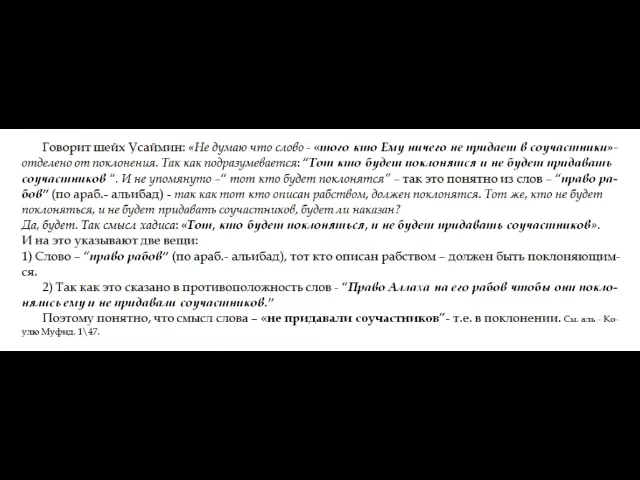 Говорит шейх Усаймин: «Не думаю что слово - «того кто Ему ничего не придает в соучастники»-
отделено от поклонения. Так как подразумевается: "Тот кто будет поклонятся и не будет придавать
соучастников ". И не упомянуто –" тот кто будет поклонятся" – так это понятно из слов – "право ра-
бов" (по араб.- альибад) - так как тот кто описан рабством, должен поклонятся. Тот же, кто не будет
поклоняться, и не будет придавать соучастников, будет ли наказан?
Да, будет. Так смысл хадиса: «Тот, кто будет поклоняться, и не будет придавать соучастников».
И на это указывают две вещи:
1) Слово – "право рабов" (по араб.- альибад), тот кто описан рабством – должен быть поклоняющим-
ся.
2) Так как это сказано в противоположность слов - "Право Аллаха на его рабов чтобы они покло-
нялись ему и не придавали соучастников."
Поэтому понятно, что смысл слова – «не придавали соучастников"- т.е. в поклонении. См. аль - Ко-
улю Муфид. 1\47.